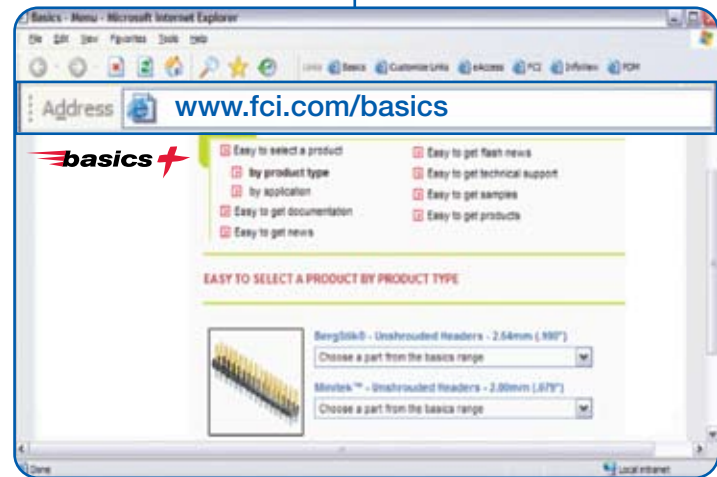 Basics - Menu - Microsoft Internet Explorer
File Edit View Favorites Tools Help
Links Basics Customize Links eAccess FCI InfoView PDM
Address www.fci.com/basics
basics+
Easy to select a product
by product type
by application
Easy to get documentation
Easy to get news
Easy to get flash news
Easy to get technical support
Easy to get samples
Easy to get products
EASY TO SELECT A PRODUCT BY PRODUCT TYPE
BergStik® - Unshrouded Headers - 2.54mm (.100")
Choose a part from the basics range
Minitek™ - Unshrouded Headers - 2.00mm (.079")
Choose a part from the basics range
Done
Local intranet